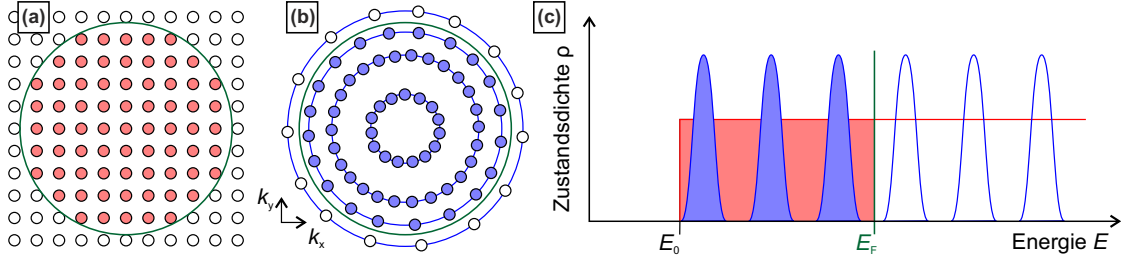 (a)
(b)
k_y
k_x
(c)
Zustandsdichte ρ
E_0
E_F
Energie E